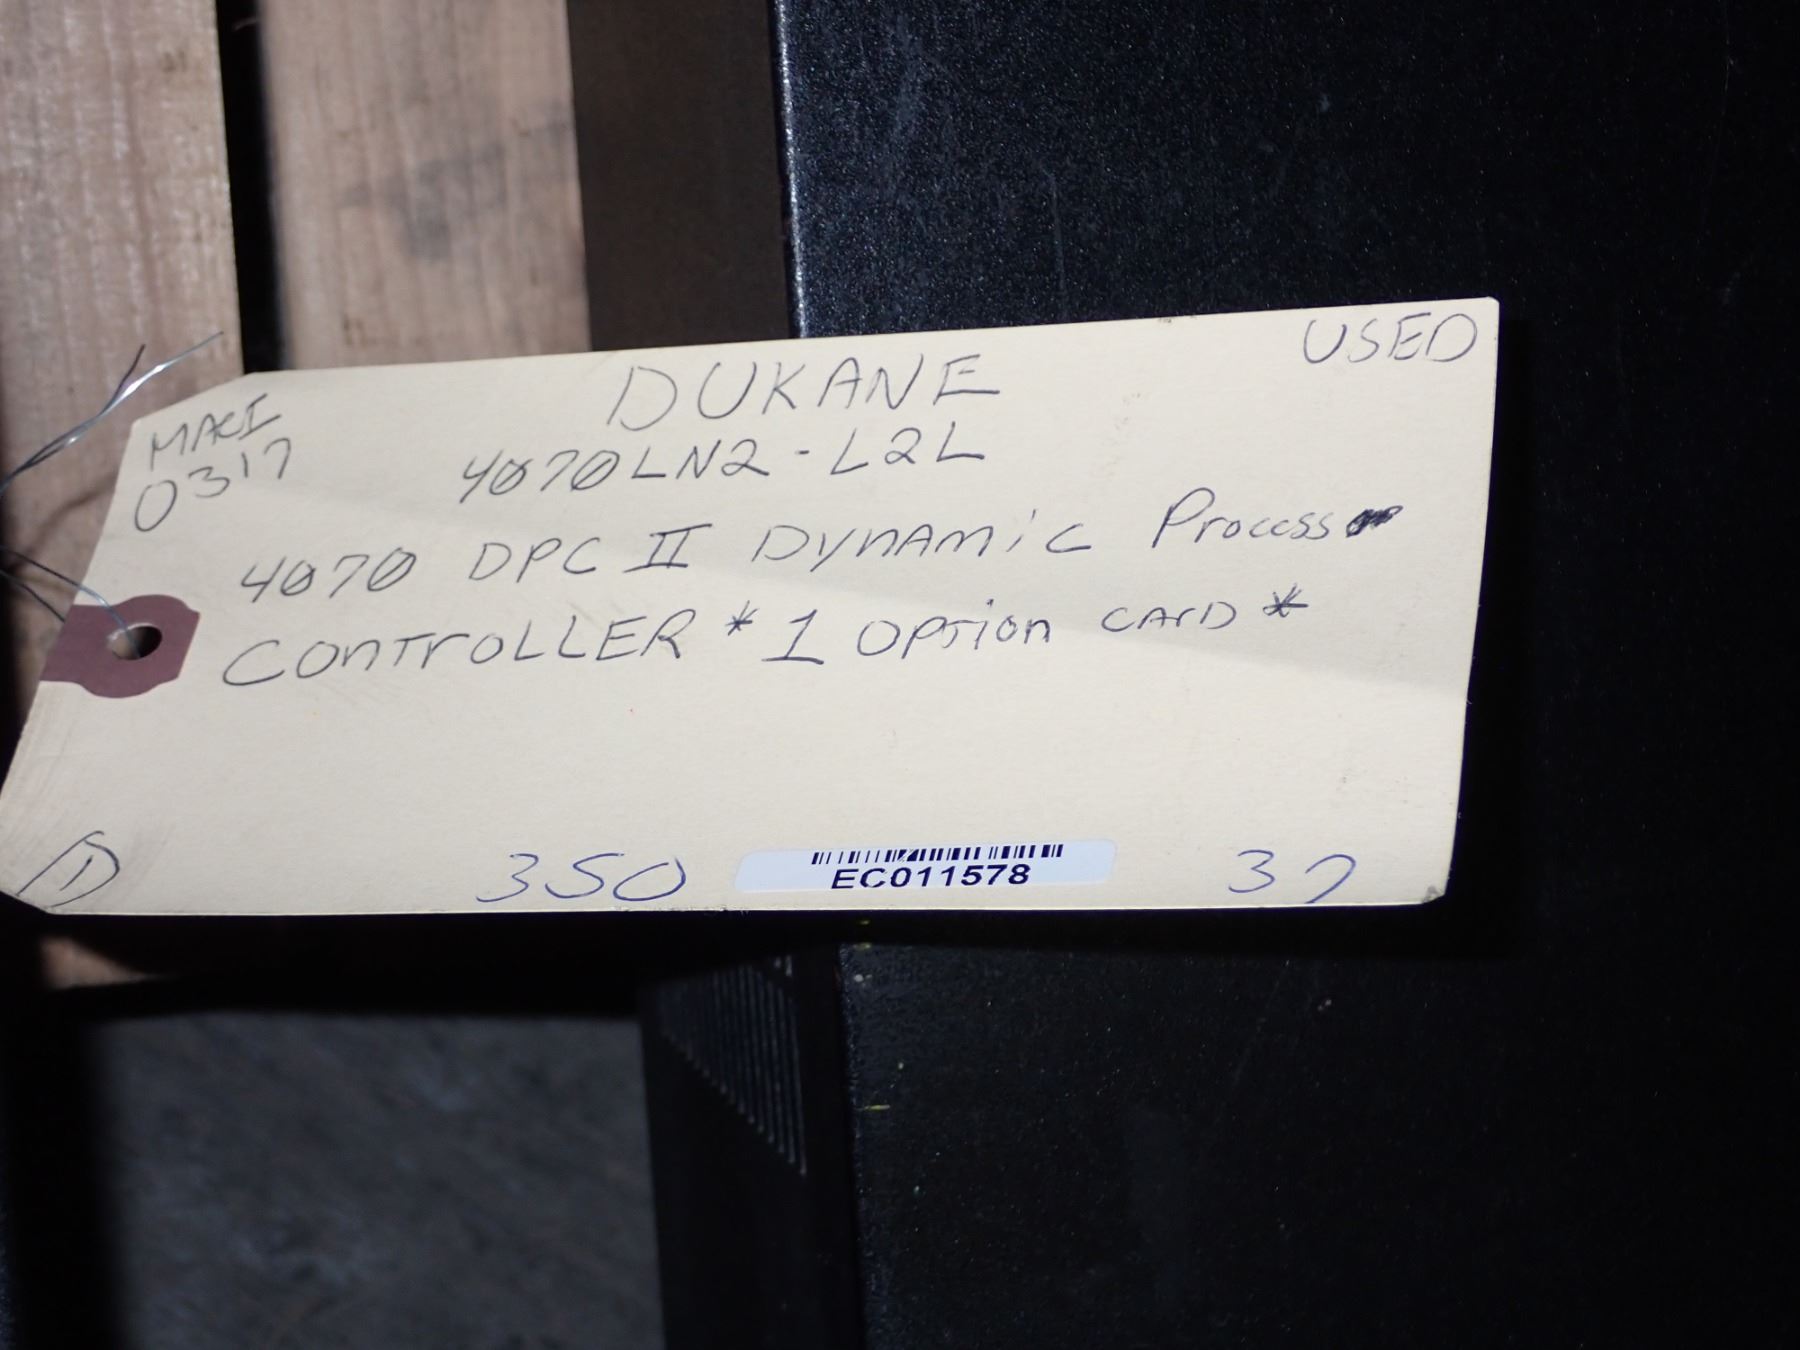 USED
MACI
0317
DUKANE
4070LN2-L2L
4070 DPC II DYNAMiC Process
CONTrOLLER *1 OPTiON CArD*
350
EC011578
37